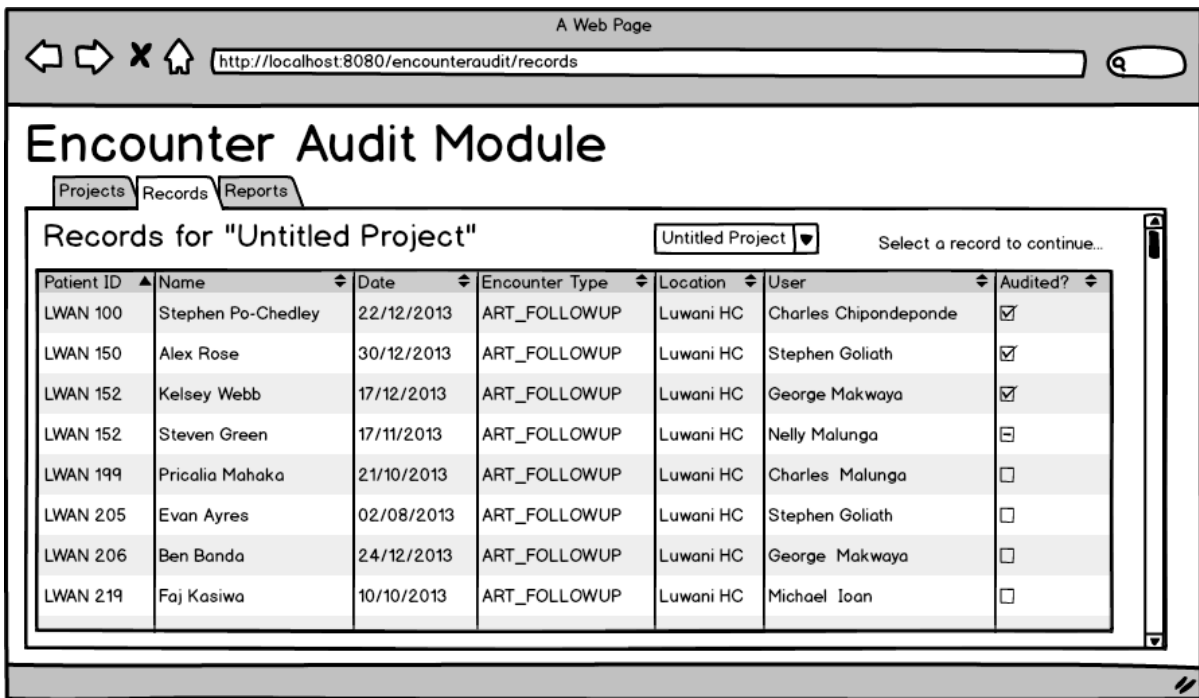 A Web Page
http://localhost:8080/encounteraudit/records
Encounter Audit Module
Projects Records Reports
Records for "Untitled Project" Untitled Project Select a record to continue...
Patient ID Name Date Encounter Type Location User Audited?
LWAN 100 Stephen Po-Chedley 22/12/2013 ART_FOLLOWUP Luwani HC Charles Chipondeponde
LWAN 150 Alex Rose 30/12/2013 ART_FOLLOWUP Luwani HC Stephen Goliath
LWAN 152 Kelsey Webb 17/12/2013 ART_FOLLOWUP Luwani HC George Makwaya
LWAN 152 Steven Green 17/11/2013 ART_FOLLOWUP Luwani HC Nelly Malunga
LWAN 199 Pricalia Mahaka 21/10/2013 ART_FOLLOWUP Luwani HC Charles Malunga
LWAN 205 Evan Ayres 02/08/2013 ART_FOLLOWUP Luwani HC Stephen Goliath
LWAN 206 Ben Banda 24/12/2013 ART_FOLLOWUP Luwani HC George Makwaya
LWAN 219 Faj Kasiwa 10/10/2013 ART_FOLLOWUP Luwani HC Michael Ioan